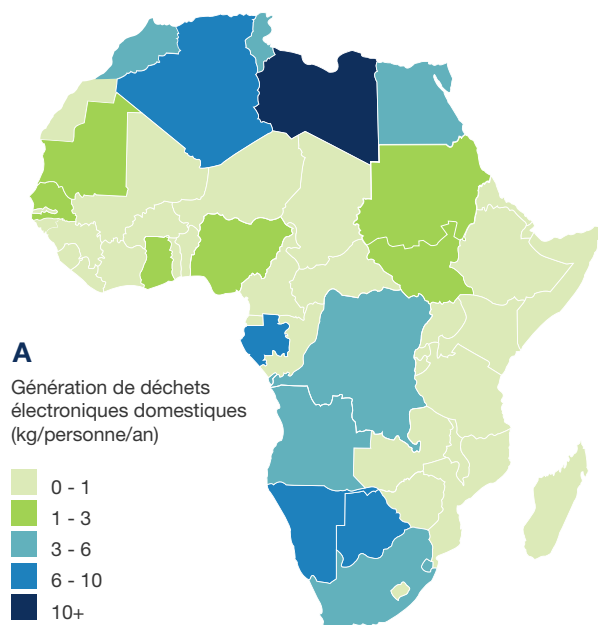 A
Génération de déchets
électroniques domestiques
(kg/personne/an)
0 - 1
1 - 3
3 - 6
6 - 10
10+